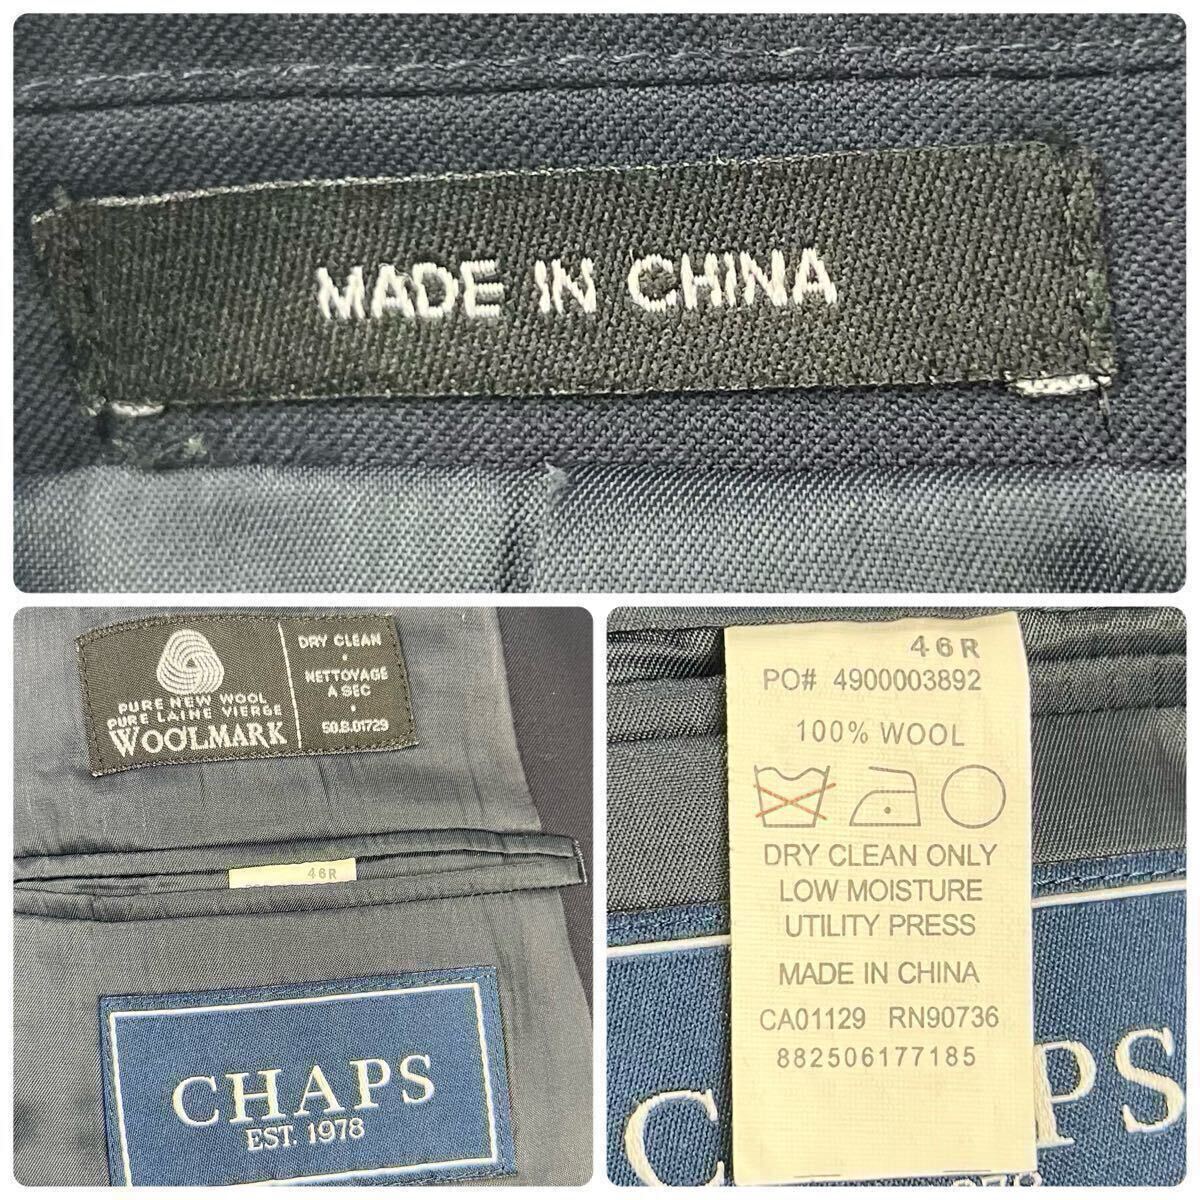 MADE IN CHINA
PURE NEW WOOL
PURE LAINE VIERGE
WOOLMARK
DRY CLEAN
•
NETTOYAGE
A SEC
•
50.B.01729
46R
CHAPS
EST. 1978
46R
PO# 4900003892
100% WOOL
DRY CLEAN ONLY
LOW MOISTURE
UTILITY PRESS
MADE IN CHINA
CA01129 RN90736
882506177185
C PS